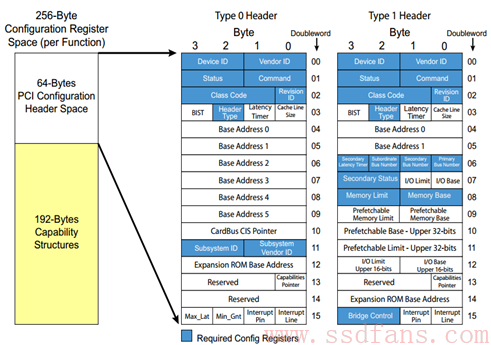 256-Byte
Configuration Register
Space (per Function)
64-Bytes
PCI Configuration
Header Space
192-Bytes
Capability
Structures
Type 0 Header
Byte
Doubleword
3 2 1 0
Device ID Vendor ID 00
Status Command 01
Class Code Revision ID 02
BIST Header Type Latency Timer Cache Line Size 03
Base Address 0 04
Base Address 1 05
Base Address 2 06
Base Address 3 07
Base Address 4 08
Base Address 5 09
CardBus CIS Pointer 10
Subsystem ID Subsystem Vendor ID 11
Expansion ROM Base Address 12
Reserved Capabilities Pointer 13
Reserved 14
Max_Lat Min_Gnt Interrupt Pin Interrupt Line 15
Type 1 Header
Byte
Doubleword
3 2 1 0
Device ID Vendor ID 00
Status Command 01
Class Code Revision ID 02
BIST Header Type Latency Timer Cache Line Size 03
Base Address 0 04
Base Address 1 05
Secondary Latency Timer Subordinate Bus Number Secondary Bus Number Primary Bus Number 06
Secondary Status I/O Limit I/O Base 07
Memory Limit Memory Base 08
Prefetchable Memory Limit Prefetchable Memory Base 09
Prefetchable Base - Upper 32-bits 10
Prefetchable Limit - Upper 32-bits 11
I/O Limit Upper 16-bits I/O Base Upper 16-bits 12
Reserved Capabilities Pointer 13
Expansion ROM Base Address 14
Bridge Control Interrupt Pin Interrupt Line 15
Required Config Registers
www.ssdfans.com